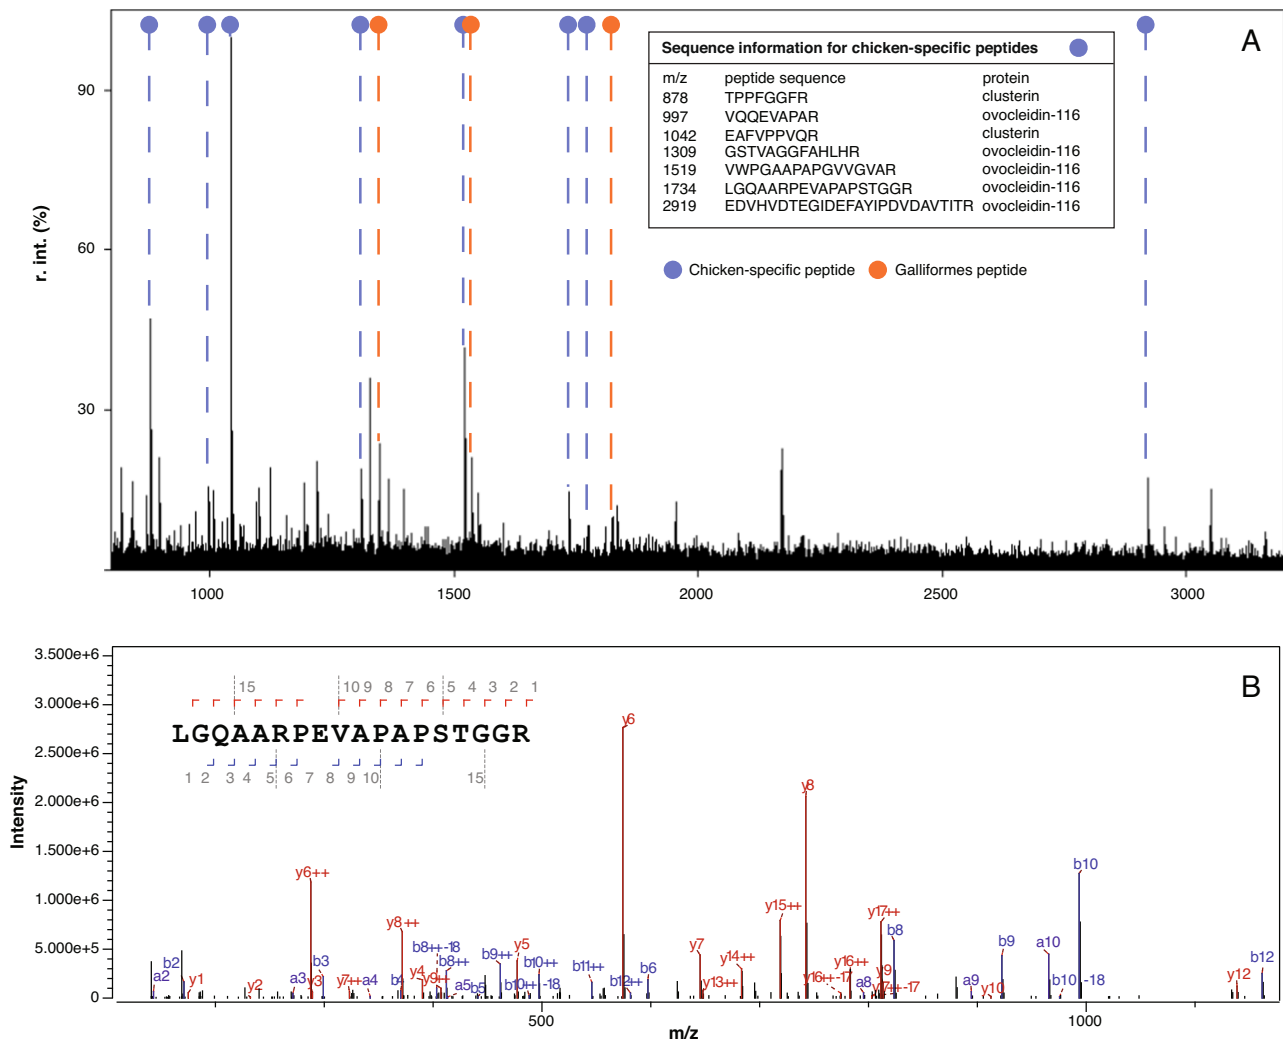 A
Sequence information for chicken-specific peptides
m/z peptide sequence protein
878 TPPFGGFR clusterin
997 VQQEVAPAR ovocleidin-116
1042 EAFVPPVQR clusterin
1309 GSTVAGGFAHLHR ovocleidin-116
1519 VWPGAAPAPGVVGVAR ovocleidin-116
1734 LGQAARPEVAPAPSTGGR ovocleidin-116
2919 EDVHVDTEGIDEFAYIPDVDAVTITR ovocleidin-116
Chicken-specific peptide Galliformes peptide
r. int. (%)
90
60
30
1000 1500 2000 2500 3000
B
Intensity
3.500e+6
3.000e+6
2.500e+6
2.000e+6
1.500e+6
1.000e+6
5.000e+5
0
15 10 9 8 7 6 5 4 3 2 1
LGQAARPEVAPAPSTGGR
1 2 3 4 5 6 7 8 9 10 15
y6
y8
y6++
b10
y8++
y15++
y17++
b8
b8++-18
y5
b2
a2
y1
y2
b3
a3
y3
y7++
a4
b4
y4
y9++
b8++
a5
b5
b9++
b10++
b10++ -18
b11++
b12++
b6
y7
y13++
y14++
y16++-17
y16++
a8
y9
y17++-17
b9
a9
y10
a10
b10 -18
y12
b12
500 1000
m/z